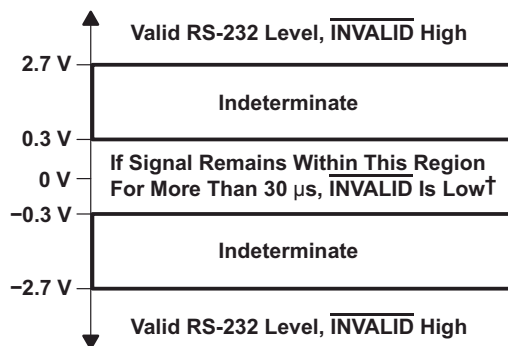 Valid RS-232 Level, INVALID High
2.7 V
Indeterminate
0.3 V
If Signal Remains Within This Region
0 V
For More Than 30 μs, INVALID Is Low†
−0.3 V
Indeterminate
−2.7 V
Valid RS-232 Level, INVALID High